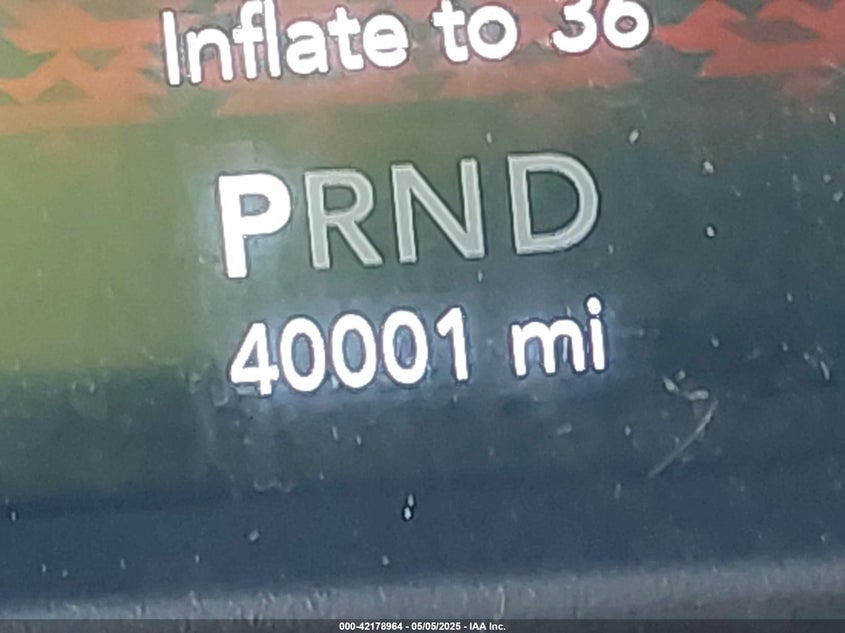 Inflate to 36
PRND
40001 mi
000-42178964 - 05/05/2025 - IAA Inc.